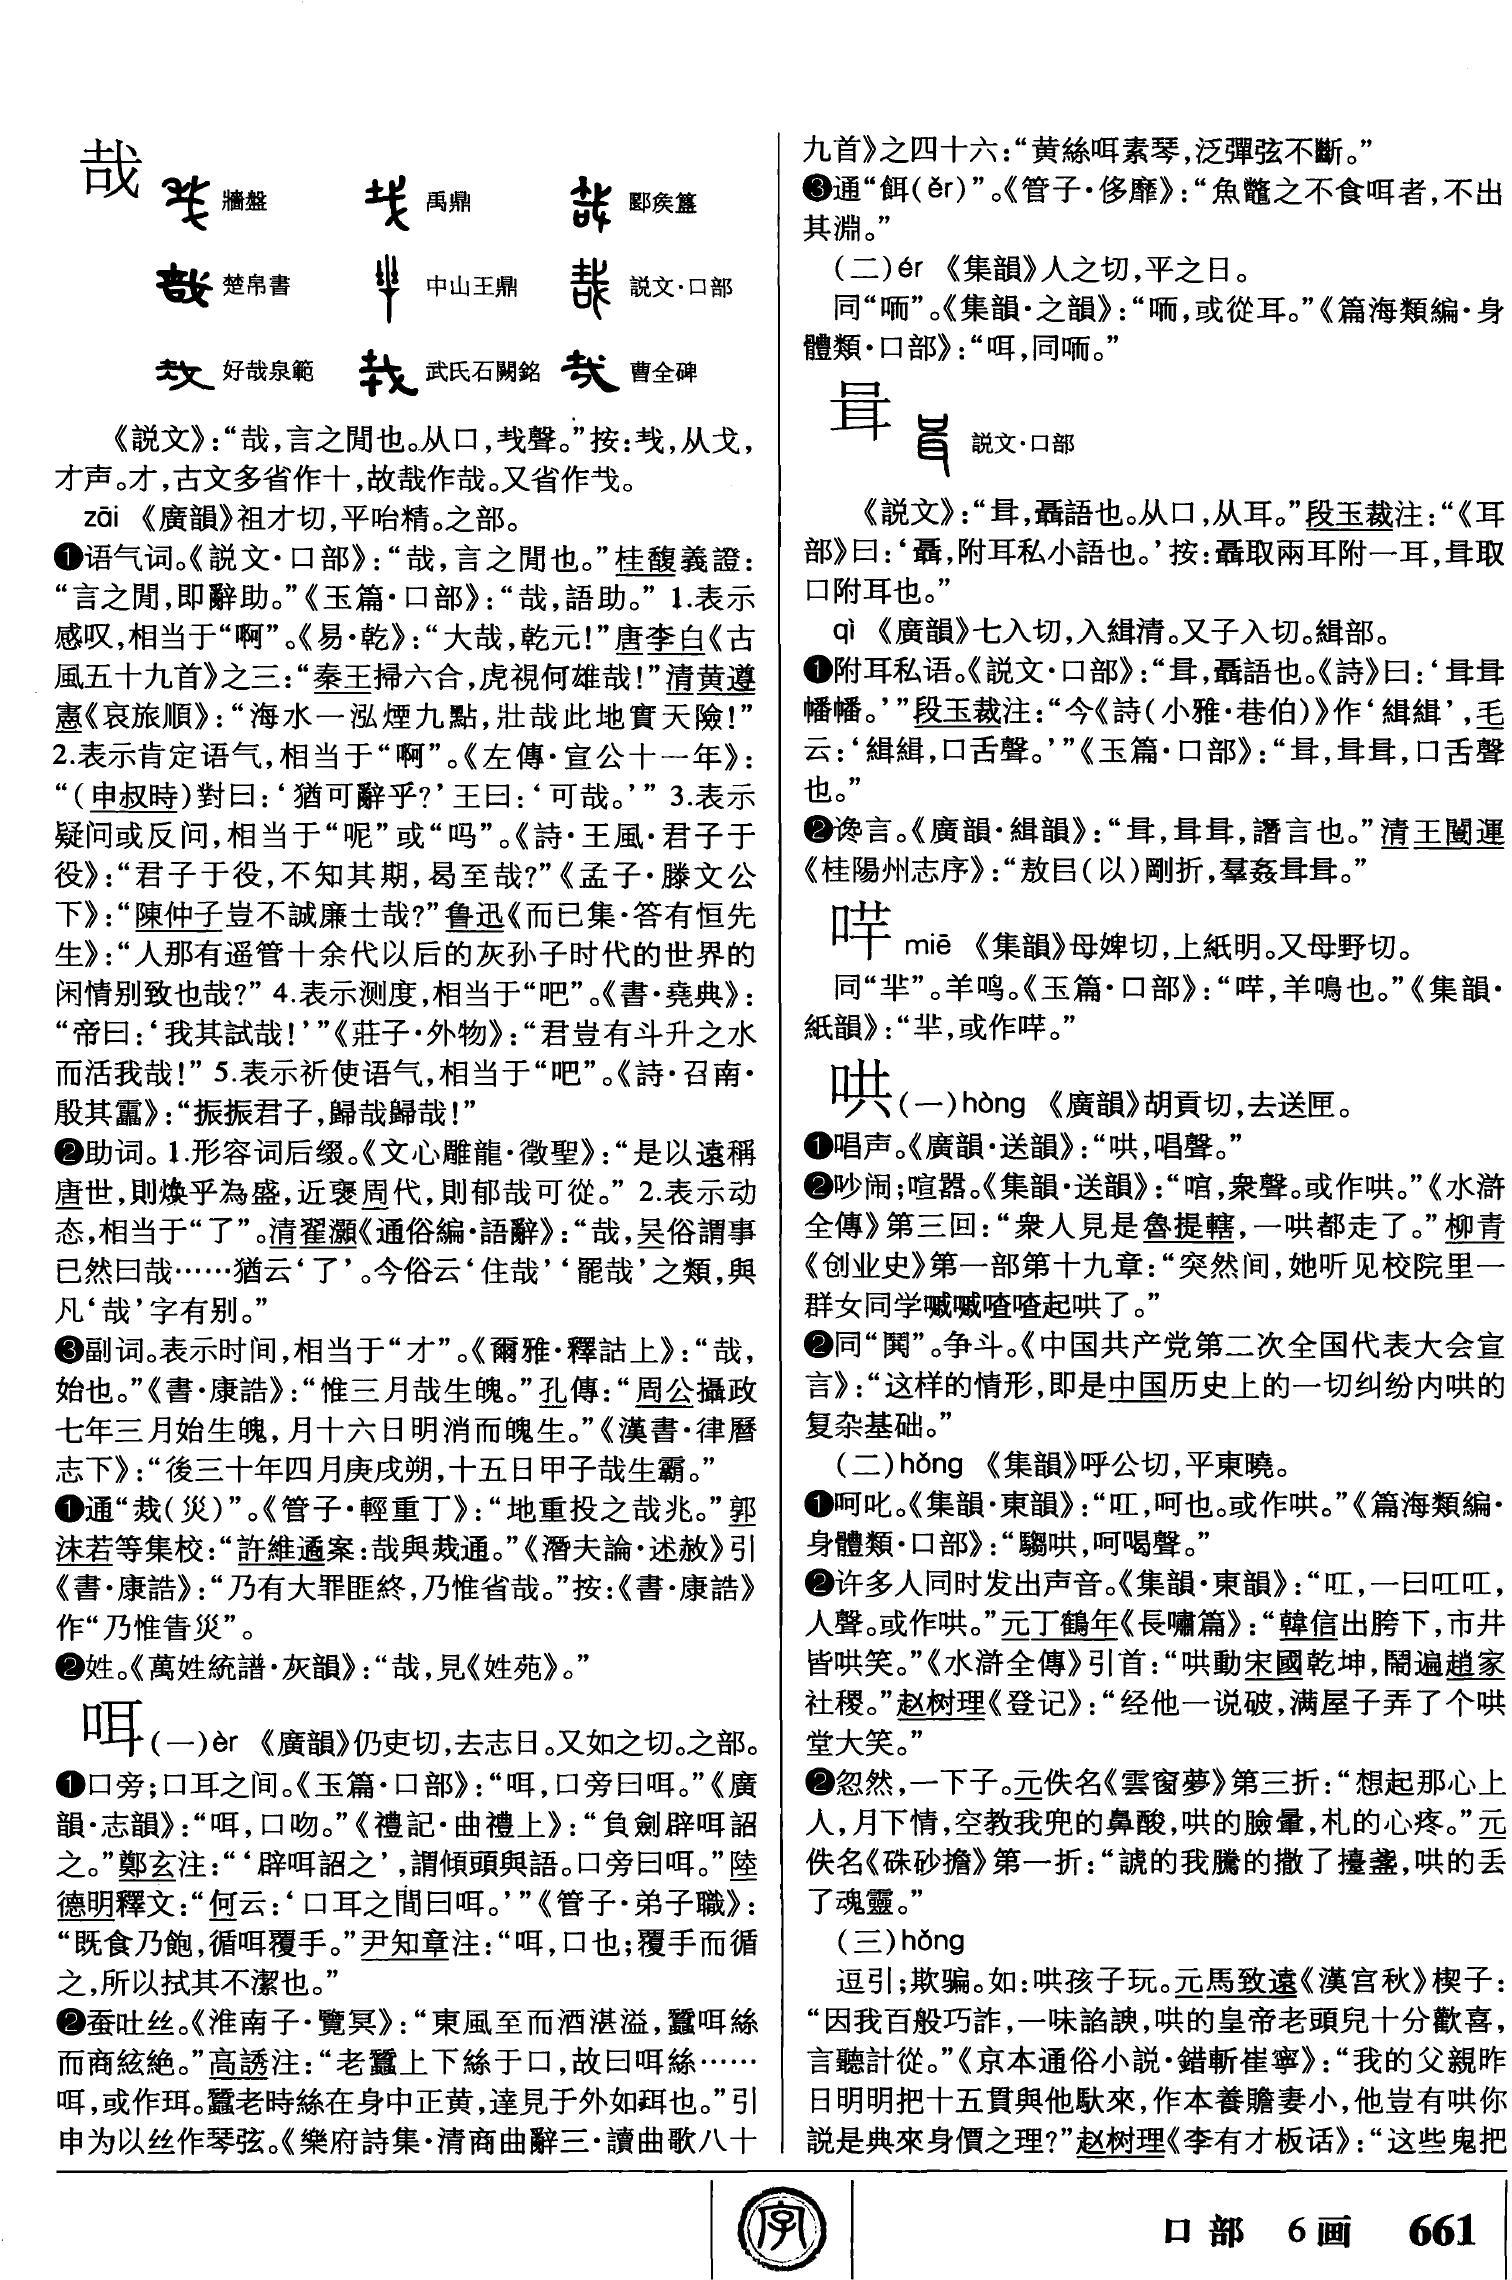 哉
牆盤 禹鼎 郾矦簋
楚帛書 中山王鼎 説文·口部
好哉泉範 武氏石闕銘 曹全碑
《説文》：“哉，言之閒也。从口，𢦏聲。”按：𢦏，从戈，
才声。才，古文多省作十，故哉作哉。又省作𢦏。
zāi 《廣韻》祖才切，平咍精。之部。
❶语气词。《説文·口部》：“哉，言之閒也。”桂馥義證：
“言之閒，即辭助。”《玉篇·口部》：“哉，語助。” 1.表示
感叹，相当于“啊”。《易·乾》：“大哉，乾元！”唐李白《古
風五十九首》之三：“秦王掃六合，虎視何雄哉！”清黄遵
憲《哀旅順》：“海水一泓煙九點，壯哉此地實天險！”
2.表示肯定语气，相当于“啊”。《左傳·宣公十一年》：
“(申叔時)對曰：‘猶可辭乎？’王曰：‘可哉。’” 3.表示
疑问或反问，相当于“呢”或“吗”。《詩·王風·君子于
役》：“君子于役，不知其期，曷至哉？”《孟子·滕文公
下》：“陳仲子豈不誠廉士哉？”鲁迅《而已集·答有恒先
生》：“人那有遥管十余代以后的灰孙子时代的世界的
闲情别致也哉？” 4.表示测度，相当于“吧”。《書·堯典》：
“帝曰：‘我其試哉！’”《莊子·外物》：“君豈有斗升之水
而活我哉！” 5.表示祈使语气，相当于“吧”。《詩·召南·
殷其靁》：“振振君子，歸哉歸哉！”
❷助词。1.形容词后缀。《文心雕龍·徵聖》：“是以遠稱
唐世，則焕乎為盛，近褒周代，則郁哉可從。” 2.表示动
态，相当于“了”。清翟灝《通俗編·語辭》：“哉，吴俗謂事
已然曰哉……猶云‘了’。今俗云‘住哉’‘罷哉’之類，與
凡‘哉’字有别。”
❸副词。表示时间，相当于“才”。《爾雅·釋詁上》：“哉，
始也。”《書·康誥》：“惟三月哉生魄。”孔傳：“周公攝政
七年三月始生魄，月十六日明消而魄生。”《漢書·律曆
志下》：“後三十年四月庚戌朔，十五日甲子哉生霸。”
❶通“烖(災)”。《管子·輕重丁》：“地重投之哉兆。”郭
沫若等集校：“許維遹案：哉與烖通。”《潛夫論·述赦》引
《書·康誥》：“乃有大罪匪終，乃惟省哉。”按：《書·康誥》
作“乃惟眚災”。
❷姓。《萬姓統譜·灰韻》：“哉，見《姓苑》。”
咡 (一)èr 《廣韻》仍吏切，去志日。又如之切。之部。
❶口旁；口耳之间。《玉篇·口部》：“咡，口旁曰咡。”《廣
韻·志韻》：“咡，口吻。”《禮記·曲禮上》：“負劍辟咡詔
之。”鄭玄注：“‘辟咡詔之’，謂傾頭與語。口旁曰咡。”陸
德明釋文：“何云：‘口耳之間曰咡。’”《管子·弟子職》：
“既食乃飽，循咡覆手。”尹知章注：“咡，口也；覆手而循
之，所以拭其不潔也。”
❷蚕吐丝。《淮南子·覽冥》：“東風至而酒湛溢，蠶咡絲
而商絃絶。”高誘注：“老蠶上下絲于口，故曰咡絲……
咡，或作珥。蠶老時絲在身中正黄，達見于外如珥也。”引
申为以丝作琴弦。《樂府詩集·清商曲辭三·讀曲歌八十
九首》之四十六：“黄絲咡素琴，泛彈弦不斷。”
❸通“餌(ěr)”。《管子·侈靡》：“魚鼈之不食咡者，不出
其淵。”
(二)ér 《集韻》人之切，平之日。
同“唲”。《集韻·之韻》：“唲，或從耳。”《篇海類編·身
體類·口部》：“咡，同唲。”
咠
説文·口部
《説文》：“咠，聶語也。从口，从耳。”段玉裁注：“《耳
部》曰：‘聶，附耳私小語也。’按：聶取兩耳附一耳，咠取
口附耳也。”
qì 《廣韻》七入切，入緝清。又子入切。緝部。
❶附耳私语。《説文·口部》：“咠，聶語也。《詩》曰：‘咠咠
幡幡。’”段玉裁注：“今《詩(小雅·巷伯)》作‘緝緝’，毛
云：‘緝緝，口舌聲。’”《玉篇·口部》：“咠，咠咠，口舌聲
也。”
❷谗言。《廣韻·緝韻》：“咠，咠咠，譖言也。”清王闓運
《桂陽州志序》：“敖㠯(以)剛折，羣姦咠咠。”
哶 miē 《集韻》母婢切，上紙明。又母野切。
同“羋”。羊鸣。《玉篇·口部》：“哶，羊鳴也。”《集韻·
紙韻》：“羋，或作哶。”
哄 (一)hòng 《廣韻》胡貢切，去送匣。
❶唱声。《廣韻·送韻》：“哄，唱聲。”
❷吵闹；喧嚣。《集韻·送韻》：“哅，衆聲。或作哄。”《水滸
全傳》第三回：“衆人見是魯提轄，一哄都走了。”柳青
《创业史》第一部第十九章：“突然间，她听见校院里一
群女同学嘁嘁喳喳起哄了。”
❷同“鬨”。争斗。《中国共产党第二次全国代表大会宣
言》：“这样的情形，即是中国历史上的一切纠纷内哄的
复杂基础。”
(二)hǒng 《集韻》呼公切，平東曉。
❶呵叱。《集韻·東韻》：“叿，呵也。或作哄。”《篇海類編·
身體類·口部》：“騶哄，呵喝聲。”
❷许多人同时发出声音。《集韻·東韻》：“叿，一曰叿叿，
人聲。或作哄。”元丁鶴年《長嘯篇》：“韓信出胯下，市井
皆哄笑。”《水滸全傳》引首：“哄動宋國乾坤，鬧遍趙家
社稷。”赵树理《登记》：“经他一说破，满屋子弄了个哄
堂大笑。”
❷忽然，一下子。元佚名《雲窗夢》第三折：“想起那心上
人，月下情，空教我兜的鼻酸，哄的臉暈，札的心疼。”元
佚名《硃砂擔》第一折：“諕的我騰的撒了擡盞，哄的丢
了魂靈。”
(三)hǒng
逗引；欺骗。如：哄孩子玩。元馬致遠《漢宫秋》楔子：
“因我百般巧詐，一味諂諛，哄的皇帝老頭兒十分歡喜，
言聽計從。”《京本通俗小説·錯斬崔寧》：“我的父親昨
日明明把十五貫與他馱來，作本養贍妻小，他豈有哄你
説是典來身價之理？”赵树理《李有才板话》：“这些鬼把
字
口部 6画 661